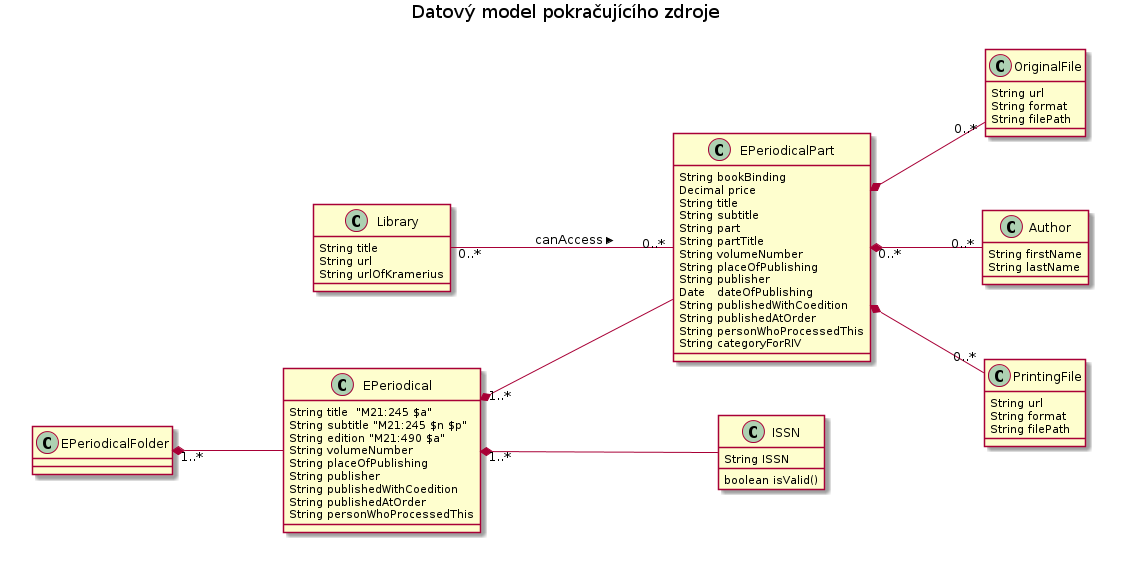 Datový model pokračujícího zdroje
C OriginalFile
String url
String format
String filePath
0..*
C EPeriodicalPart
String bookBinding
Decimal price
String title
String subtitle
String part
String partTitle
String volumeNumber
String placeOfPublishing
String publisher
Date dateOfPublishing
String publishedWithCoedition
String publishedAtOrder
String personWhoProcessedThis
String categoryForRIV
C Library
String title
String url
String urlOfKramerius
0..*
canAccess
0..*
0..*
0..*
C Author
String firstName
String lastName
0..*
C PrintingFile
String url
String format
String filePath
C EPeriodical
String title "M21:245 $a"
String subtitle "M21:245 $n $p"
String edition "M21:490 $a"
String volumeNumber
String placeOfPublishing
String publisher
String publishedWithCoedition
String publishedAtOrder
String personWhoProcessedThis
1..*
1..*
C EPeriodicalFolder
1..*
C ISSN
String ISSN
boolean isValid()